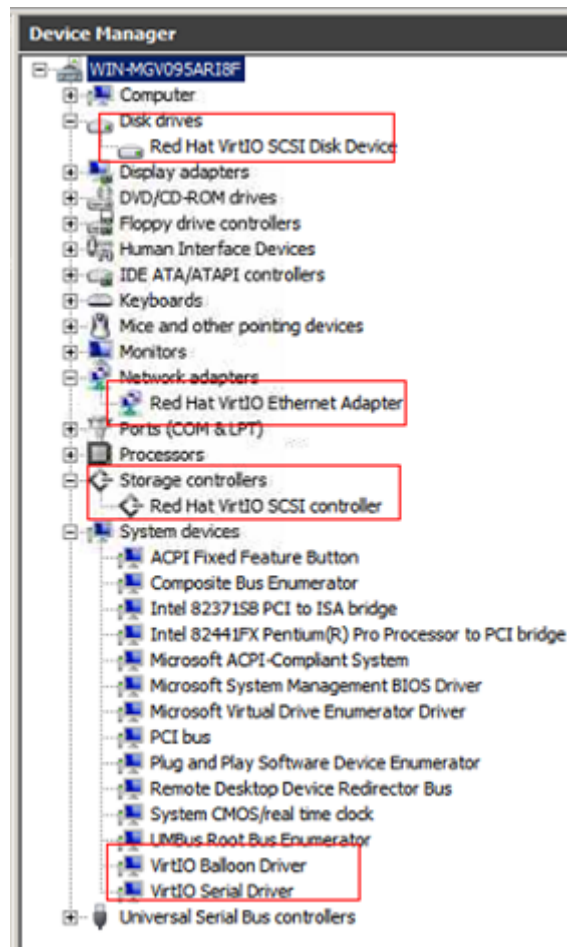 Device Manager
WIN-MGV095ARI8F
Computer
Disk drives
Red Hat VirtIO SCSI Disk Device
Display adapters
DVD/CD-ROM drives
Floppy drive controllers
Human Interface Devices
IDE ATA/ATAPI controllers
Keyboards
Mice and other pointing devices
Monitors
Network adapters
Red Hat VirtIO Ethernet Adapter
Ports (COM & LPT)
Processors
Storage controllers
Red Hat VirtIO SCSI controller
System devices
ACPI Fixed Feature Button
Composite Bus Enumerator
Intel 82371SB PCI to ISA bridge
Intel 82441FX Pentium(R) Pro Processor to PCI bridge
Microsoft ACPI-Compliant System
Microsoft System Management BIOS Driver
Microsoft Virtual Drive Enumerator Driver
PCI bus
Plug and Play Software Device Enumerator
Remote Desktop Device Redirector Bus
System CMOS/real time clock
UMBus Root Bus Enumerator
VirtIO Balloon Driver
VirtIO Serial Driver
Universal Serial Bus controllers